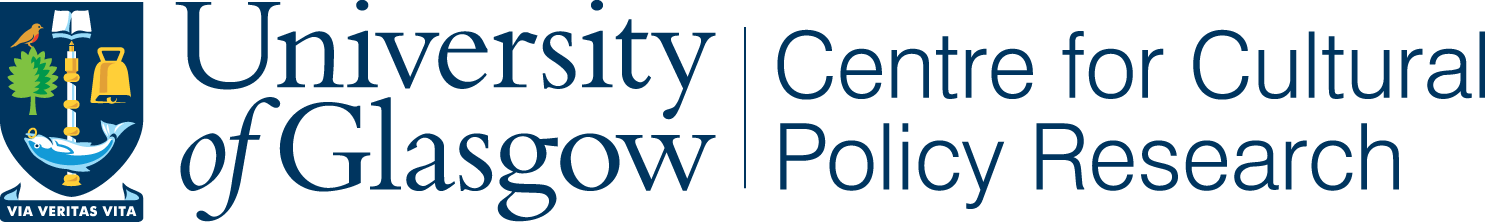 University
of Glasgow
Centre for Cultural
Policy Research
VIA VERITAS VITA